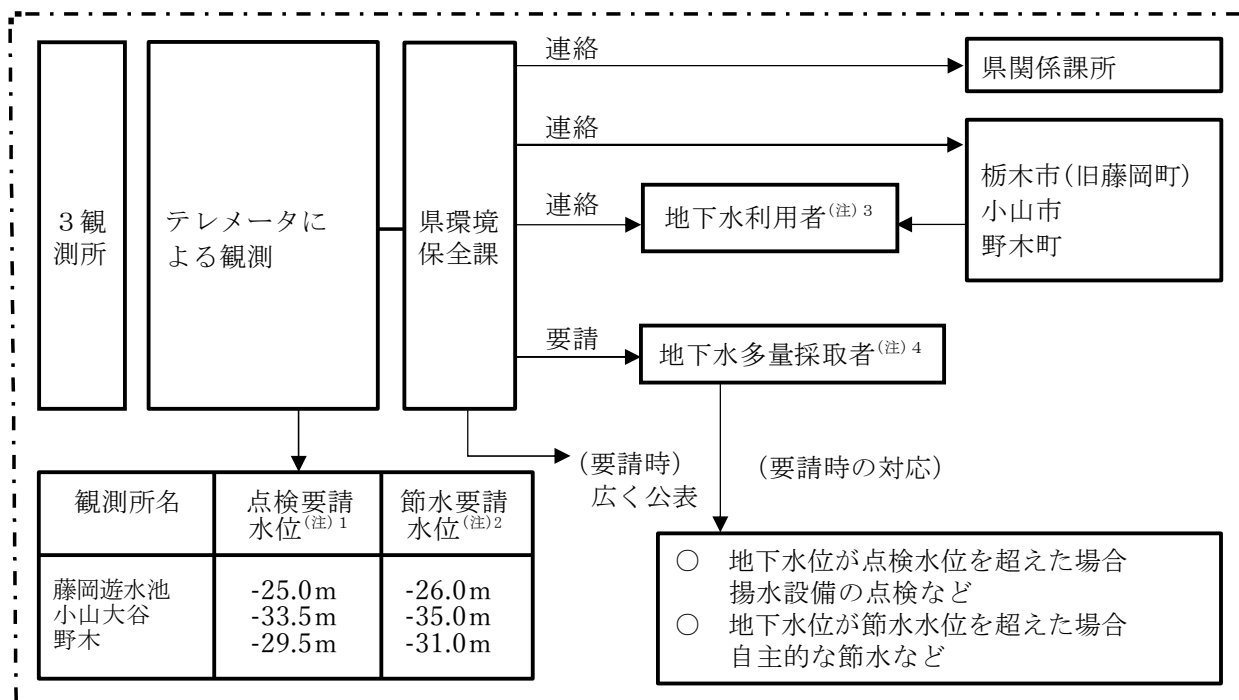 3観
測所
テレメータに
よる観測
県環境
保全課
連絡
県関係課所
連絡
栃木市(旧藤岡町)
小山市
野木町
連絡
地下水利用者(注)3
要請
地下水多量採取者(注)4
(要請時)
広く公表
(要請時の対応)
観測所名
点検要請
水位(注)1
節水要請
水位(注)2
藤岡遊水池 -25.0m -26.0m
小山大谷 -33.5m -35.0m
野木 -29.5m -31.0m
○ 地下水位が点検水位を超えた場合
揚水設備の点検など
○ 地下水位が節水水位を超えた場合
自主的な節水など